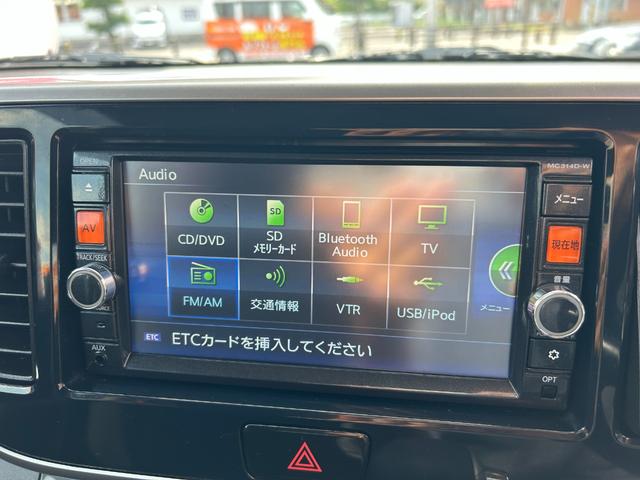 OPEN
MC314D-W
Audio
メニュー
AV
CD/DVD
SD
SD
メモリーカード
Bluetooth
Audio
TV
現在地
TRACK/SEEK
音量
FM/AM
交通情報
VTR
USB/iPod
メニュー
ETC
ETCカードを挿入してください
AUX
OPT